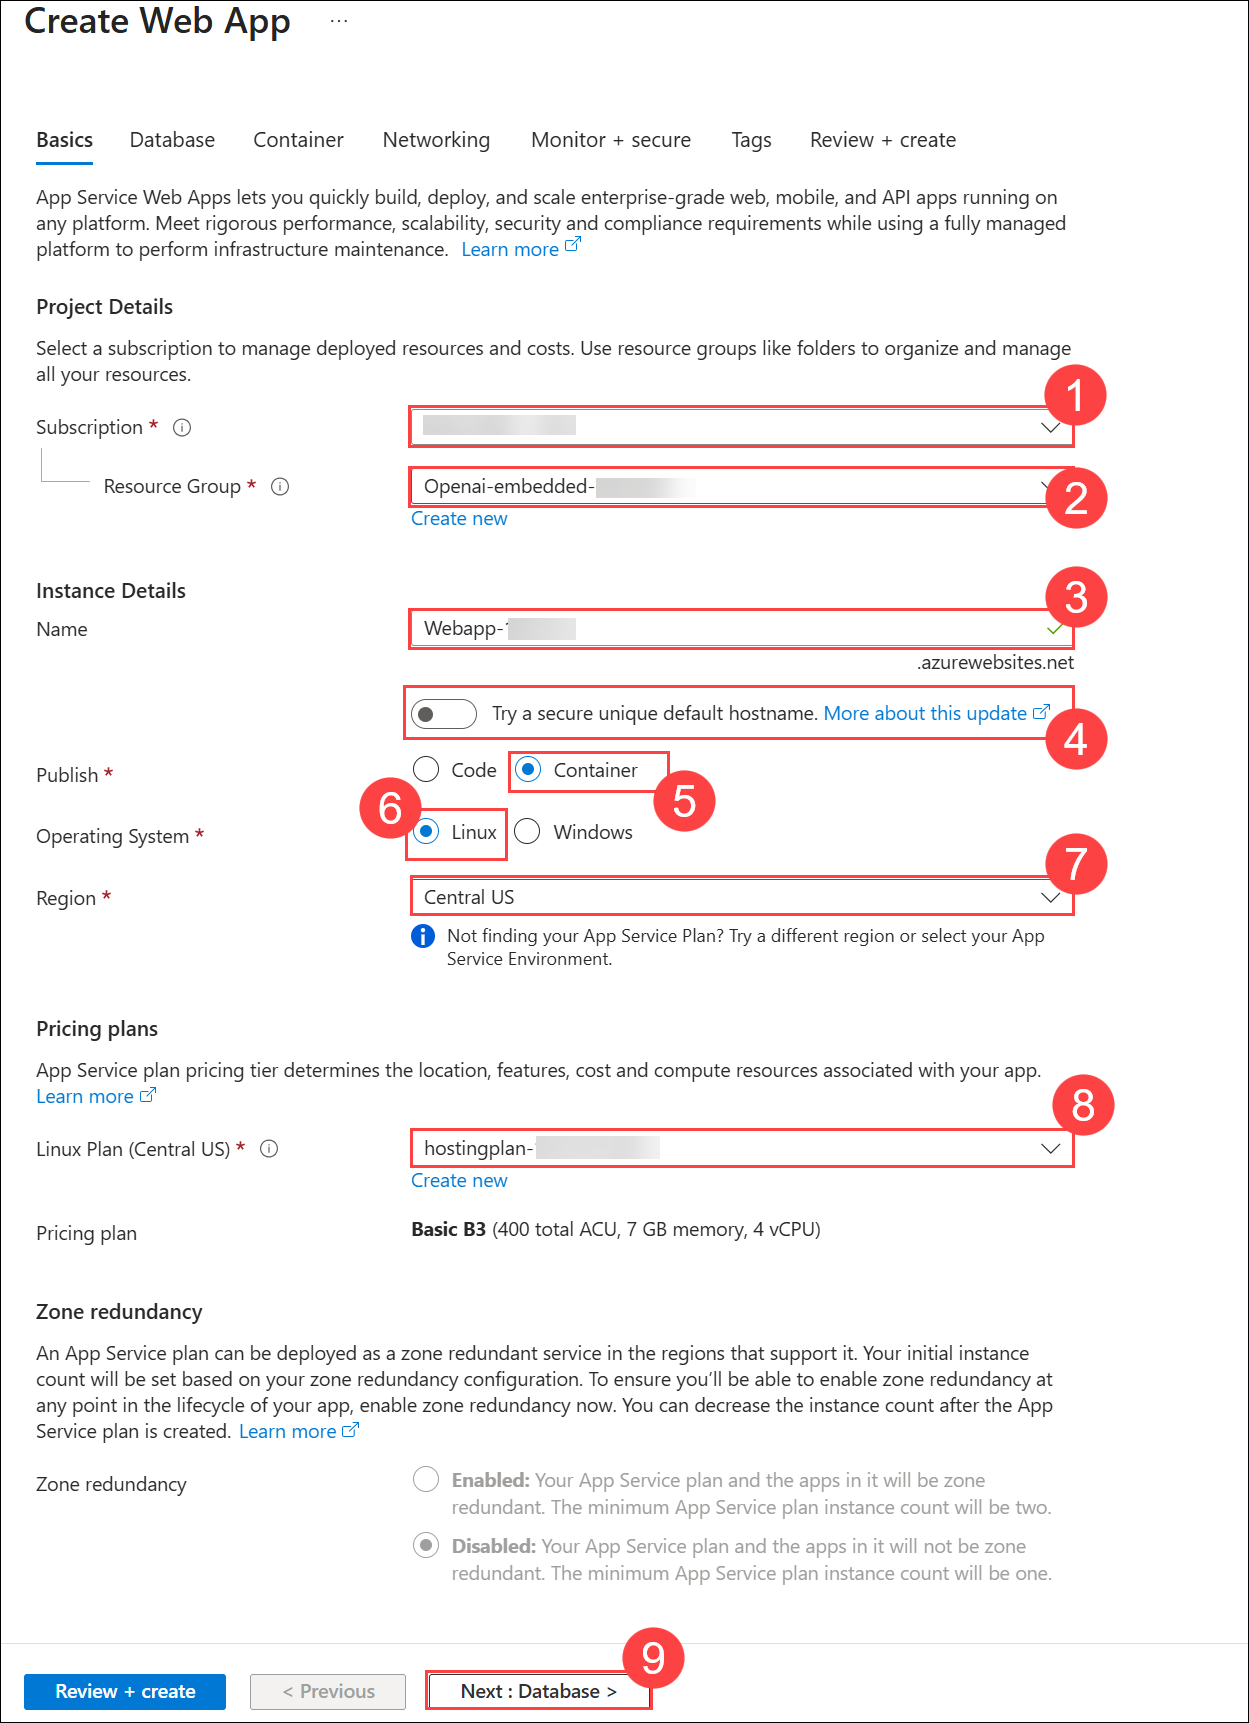 Create Web App ...
Basics Database Container Networking Monitor + secure Tags Review + create
App Service Web Apps lets you quickly build, deploy, and scale enterprise-grade web, mobile, and API apps running on
any platform. Meet rigorous performance, scalability, security and compliance requirements while using a fully managed
platform to perform infrastructure maintenance. Learn more
Project Details
Select a subscription to manage deployed resources and costs. Use resource groups like folders to organize and manage
all your resources.
1
Subscription *
Resource Group * Openai-embedded-
2
Create new
Instance Details
3
Name Webapp-
.azurewebsites.net
Try a secure unique default hostname. More about this update
4
Publish * Code Container
5
6
Operating System * Linux Windows
7
Region * Central US
Not finding your App Service Plan? Try a different region or select your App
Service Environment.
Pricing plans
App Service plan pricing tier determines the location, features, cost and compute resources associated with your app.
Learn more
8
Linux Plan (Central US) * hostingplan-
Create new
Pricing plan Basic B3 (400 total ACU, 7 GB memory, 4 vCPU)
Zone redundancy
An App Service plan can be deployed as a zone redundant service in the regions that support it. Your initial instance
count will be set based on your zone redundancy configuration. To ensure you'll be able to enable zone redundancy at
any point in the lifecycle of your app, enable zone redundancy now. You can decrease the instance count after the App
Service plan is created. Learn more
Zone redundancy Enabled: Your App Service plan and the apps in it will be zone
redundant. The minimum App Service plan instance count will be two.
Disabled: Your App Service plan and the apps in it will not be zone
redundant. The minimum App Service plan instance count will be one.
9
Review + create < Previous Next : Database >